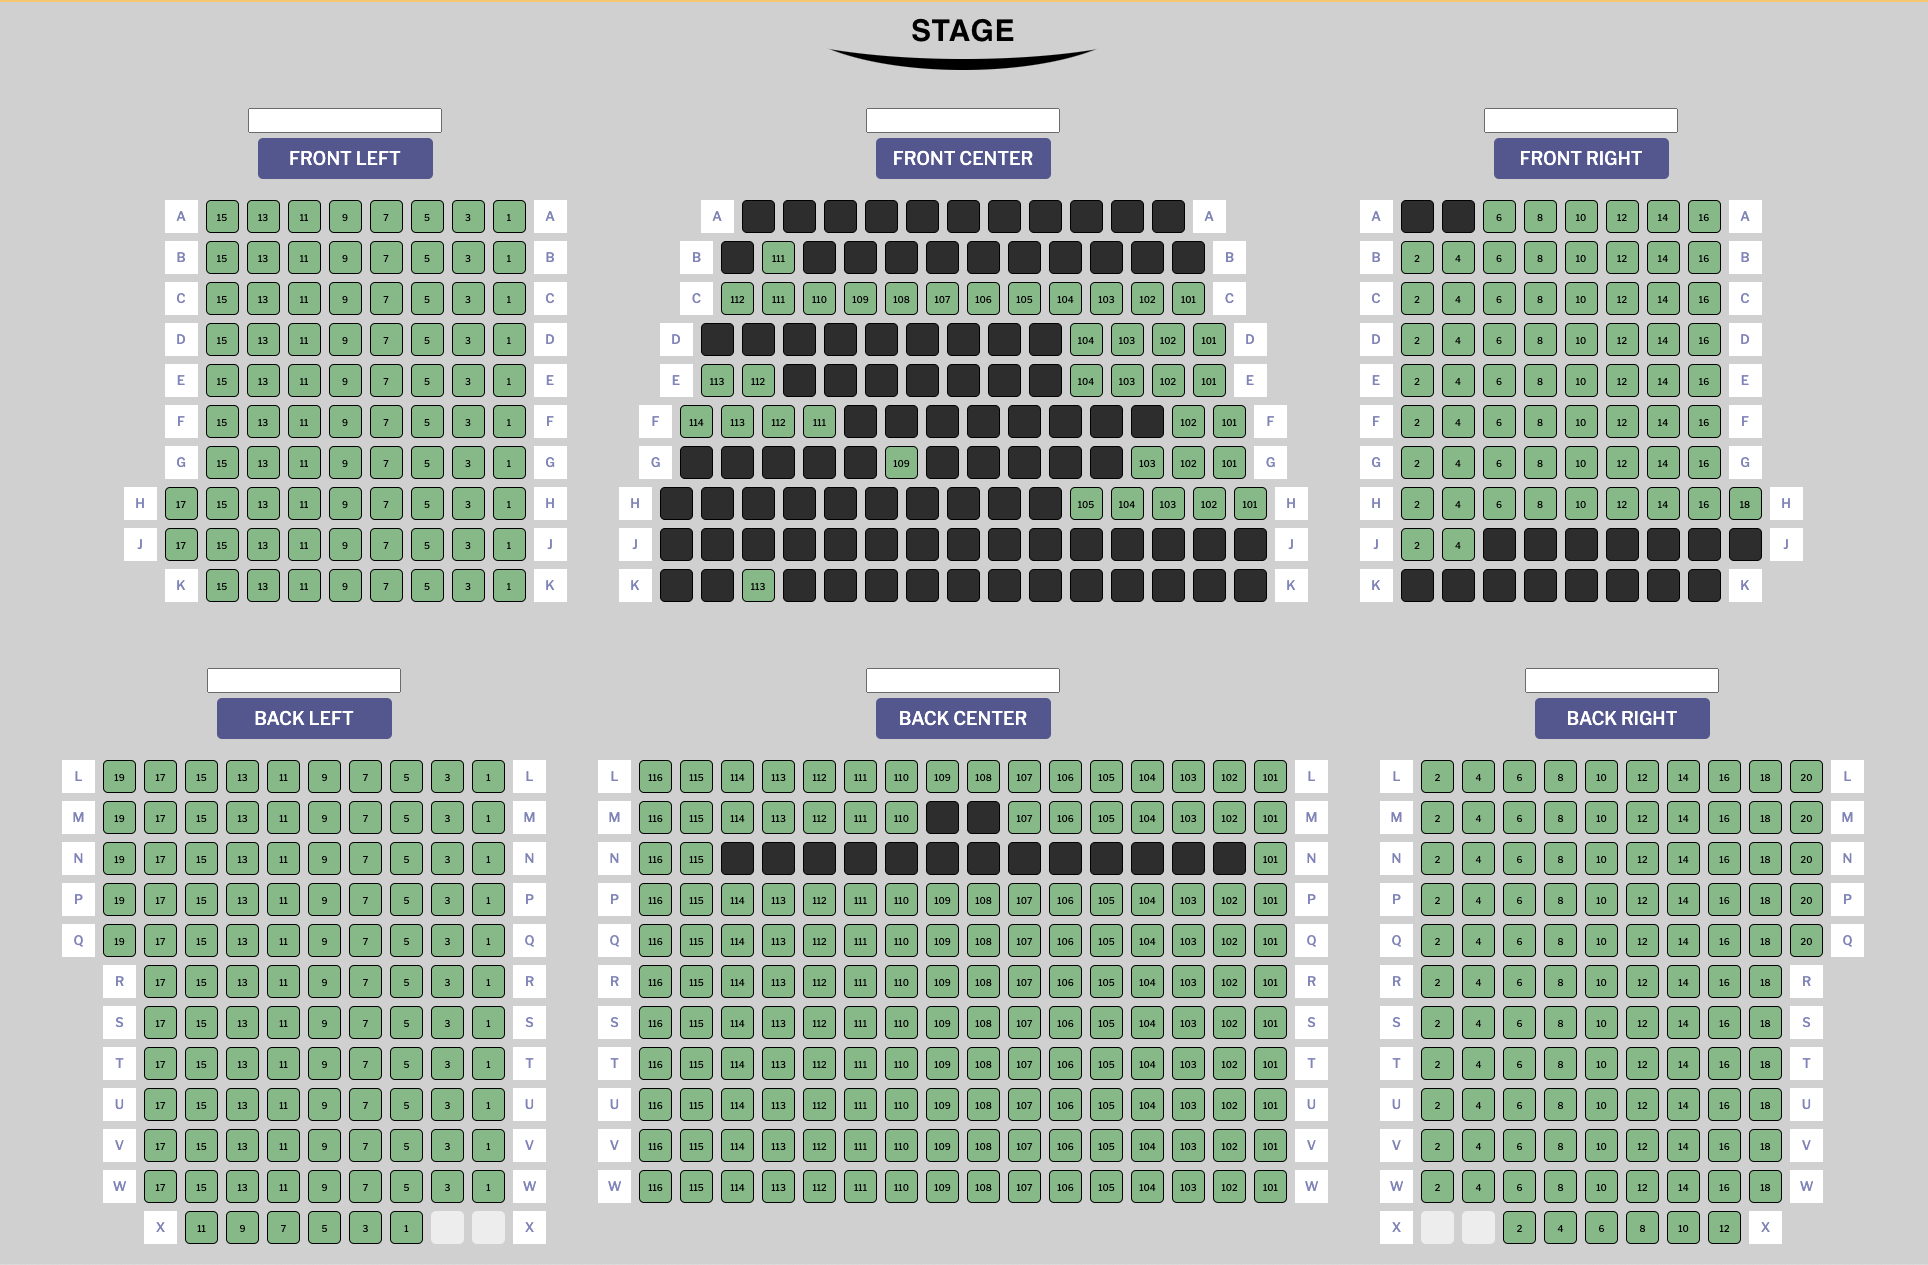 STAGE
FRONT LEFT FRONT CENTER FRONT RIGHT
A 15 13 11 9 7 5 3 1 A A A A 6 8 10 12 14 16 A
B 15 13 11 9 7 5 3 1 B B 111 B B 2 4 6 8 10 12 14 16 B
C 15 13 11 9 7 5 3 1 C C 112 111 110 109 108 107 106 105 104 103 102 101 C C 2 4 6 8 10 12 14 16 C
D 15 13 11 9 7 5 3 1 D D 104 103 102 101 D D 2 4 6 8 10 12 14 16 D
E 15 13 11 9 7 5 3 1 E E 113 112 104 103 102 101 E E 2 4 6 8 10 12 14 16 E
F 15 13 11 9 7 5 3 1 F F 114 113 112 111 102 101 F F 2 4 6 8 10 12 14 16 F
G 15 13 11 9 7 5 3 1 G G 109 103 102 101 G G 2 4 6 8 10 12 14 16 G
H 17 15 13 11 9 7 5 3 1 H H 105 104 103 102 101 H H 2 4 6 8 10 12 14 16 18 H
J 17 15 13 11 9 7 5 3 1 J J J J 2 4 J
K 15 13 11 9 7 5 3 1 K K 113 K K K
BACK LEFT BACK CENTER BACK RIGHT
L 19 17 15 13 11 9 7 5 3 1 L L 116 115 114 113 112 111 110 109 108 107 106 105 104 103 102 101 L L 2 4 6 8 10 12 14 16 18 20 L
M 19 17 15 13 11 9 7 5 3 1 M M 116 115 114 113 112 111 110 107 106 105 104 103 102 101 M M 2 4 6 8 10 12 14 16 18 20 M
N 19 17 15 13 11 9 7 5 3 1 N N 116 115 101 N N 2 4 6 8 10 12 14 16 18 20 N
P 19 17 15 13 11 9 7 5 3 1 P P 116 115 114 113 112 111 110 109 108 107 106 105 104 103 102 101 P P 2 4 6 8 10 12 14 16 18 20 P
Q 19 17 15 13 11 9 7 5 3 1 Q Q 116 115 114 113 112 111 110 109 108 107 106 105 104 103 102 101 Q Q 2 4 6 8 10 12 14 16 18 20 Q
R 17 15 13 11 9 7 5 3 1 R R 116 115 114 113 112 111 110 109 108 107 106 105 104 103 102 101 R R 2 4 6 8 10 12 14 16 18 R
S 17 15 13 11 9 7 5 3 1 S S 116 115 114 113 112 111 110 109 108 107 106 105 104 103 102 101 S S 2 4 6 8 10 12 14 16 18 S
T 17 15 13 11 9 7 5 3 1 T T 116 115 114 113 112 111 110 109 108 107 106 105 104 103 102 101 T T 2 4 6 8 10 12 14 16 18 T
U 17 15 13 11 9 7 5 3 1 U U 116 115 114 113 112 111 110 109 108 107 106 105 104 103 102 101 U U 2 4 6 8 10 12 14 16 18 U
V 17 15 13 11 9 7 5 3 1 V V 116 115 114 113 112 111 110 109 108 107 106 105 104 103 102 101 V V 2 4 6 8 10 12 14 16 18 V
W 17 15 13 11 9 7 5 3 1 W W 116 115 114 113 112 111 110 109 108 107 106 105 104 103 102 101 W W 2 4 6 8 10 12 14 16 18 W
X 11 9 7 5 3 1 X X 2 4 6 8 10 12 X